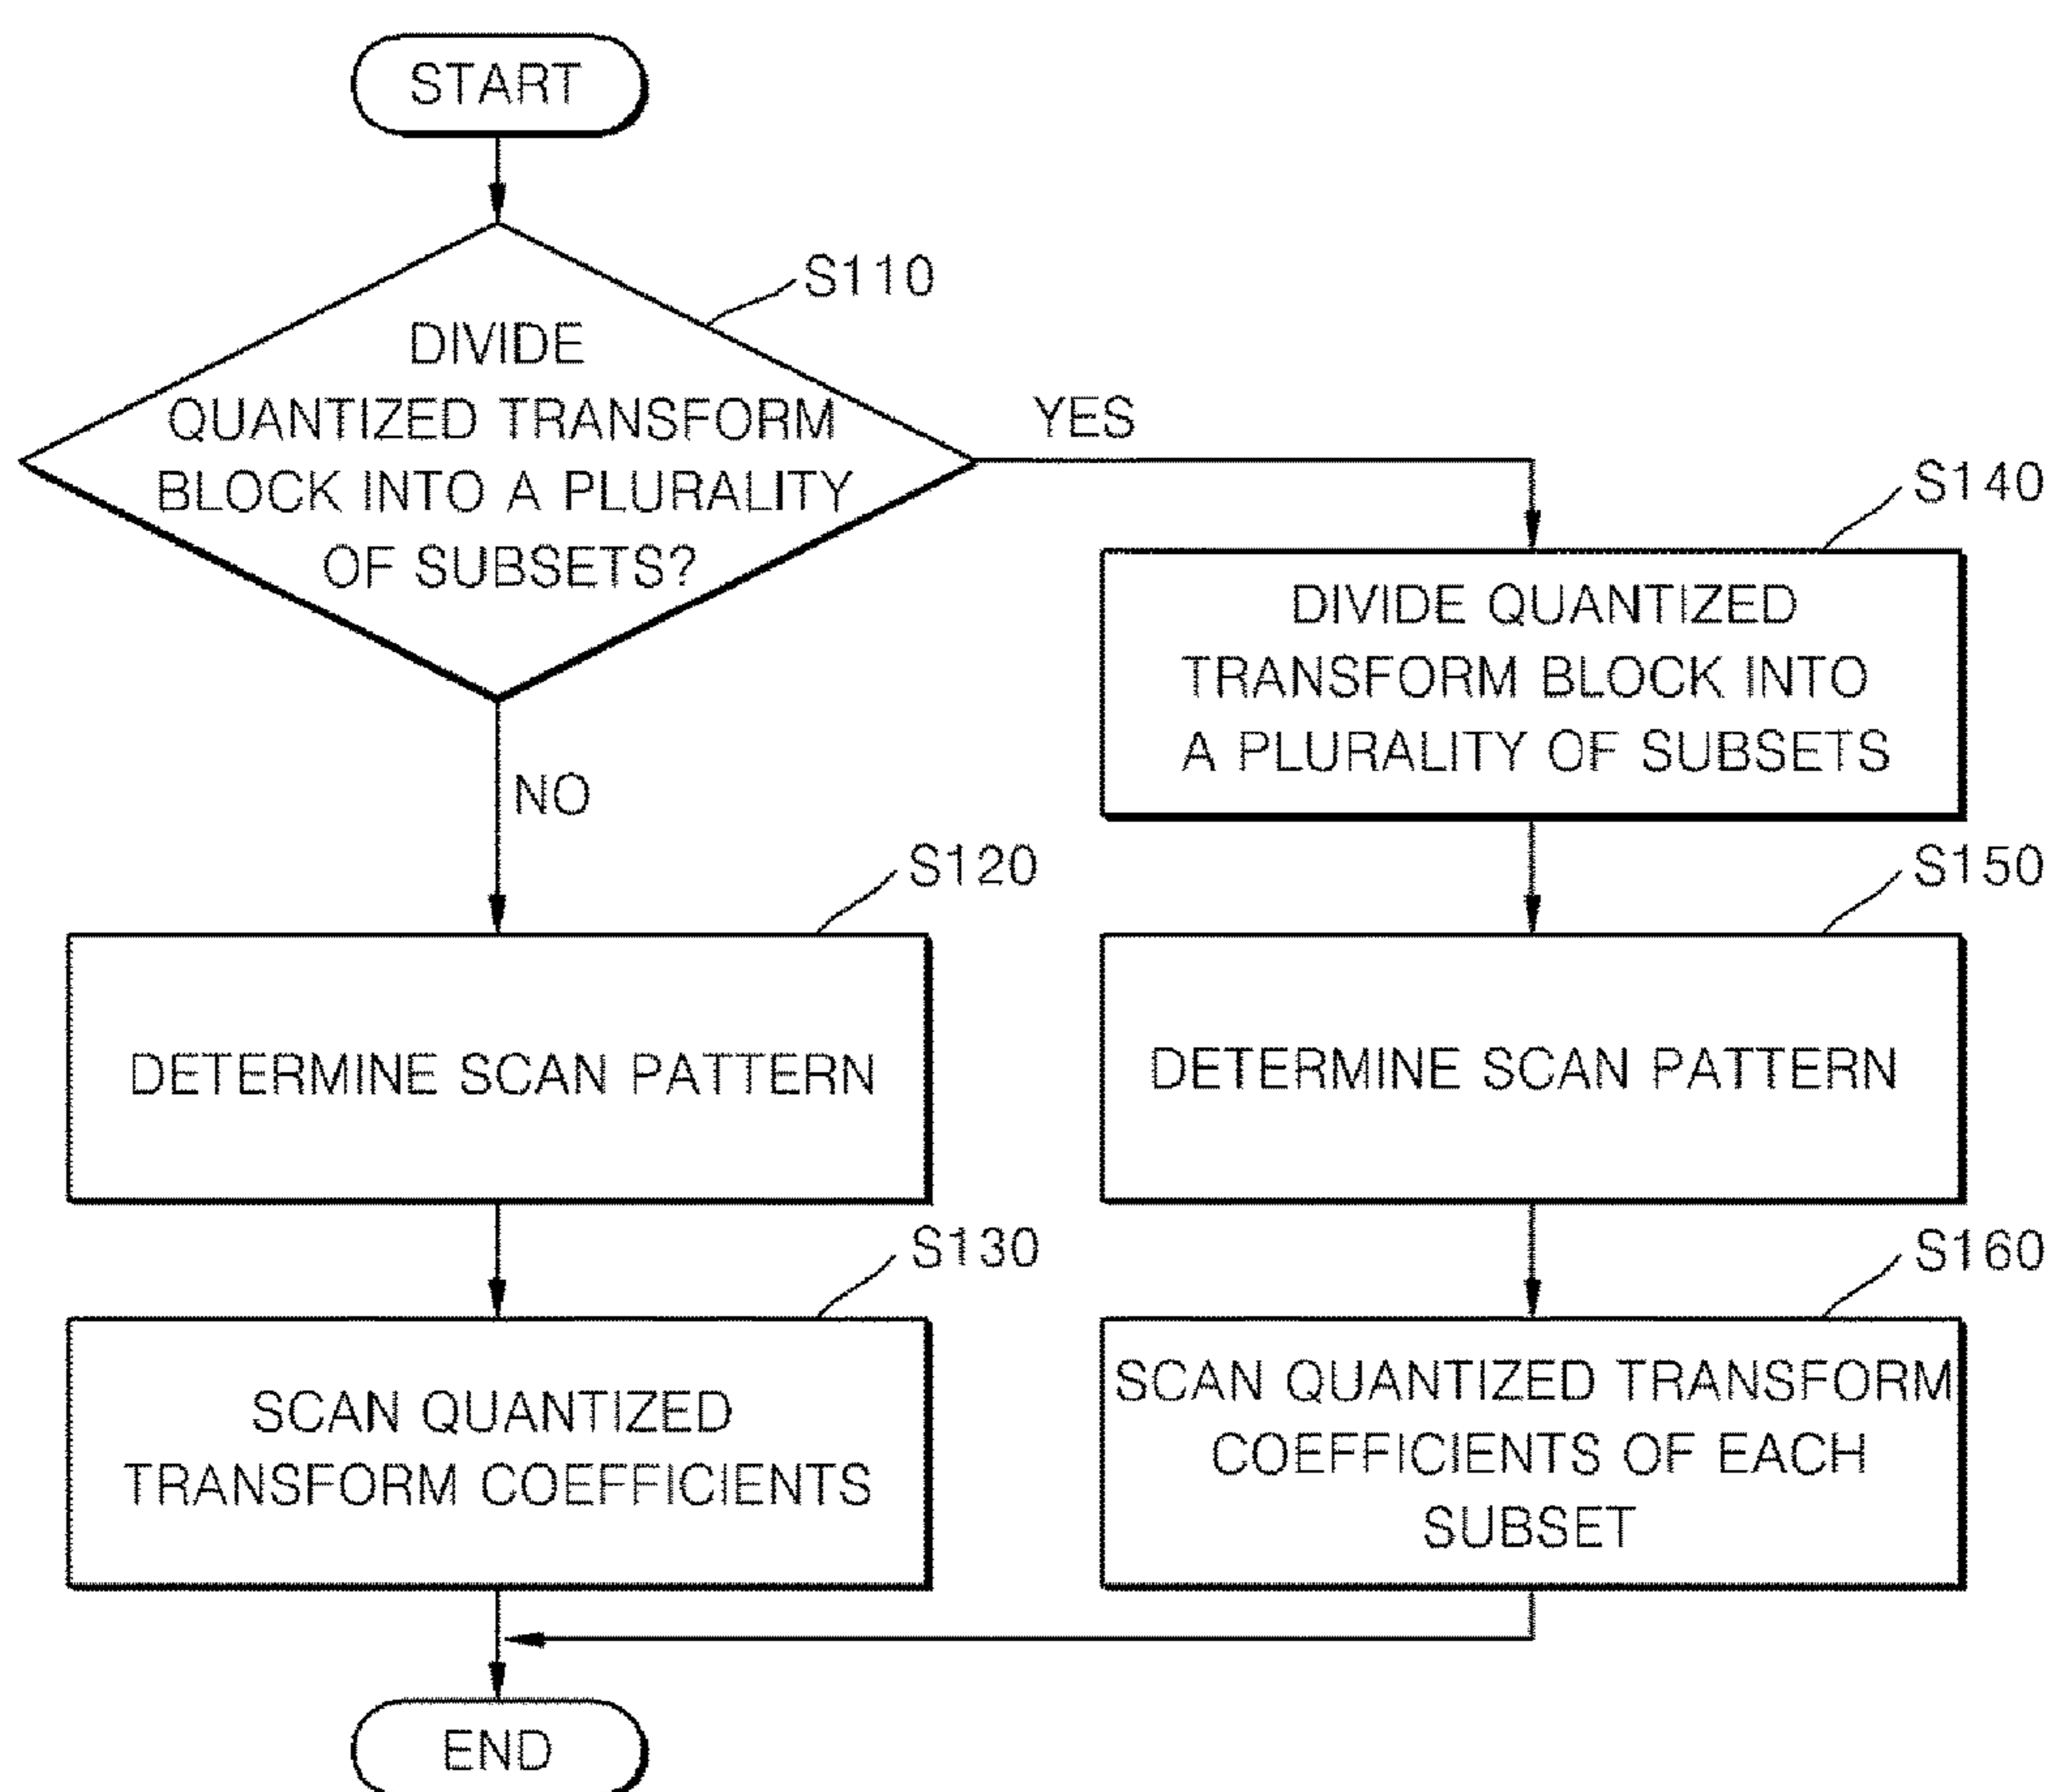 START
S110
DIVIDE
QUANTIZED TRANSFORM
BLOCK INTO A PLURALITY
OF SUBSETS?
YES
NO
S140
DIVIDE QUANTIZED
TRANSFORM BLOCK INTO
A PLURALITY OF SUBSETS
S120
DETERMINE SCAN PATTERN
S150
DETERMINE SCAN PATTERN
S130
SCAN QUANTIZED
TRANSFORM COEFFICIENTS
S160
SCAN QUANTIZED TRANSFORM
COEFFICIENTS OF EACH
SUBSET
END